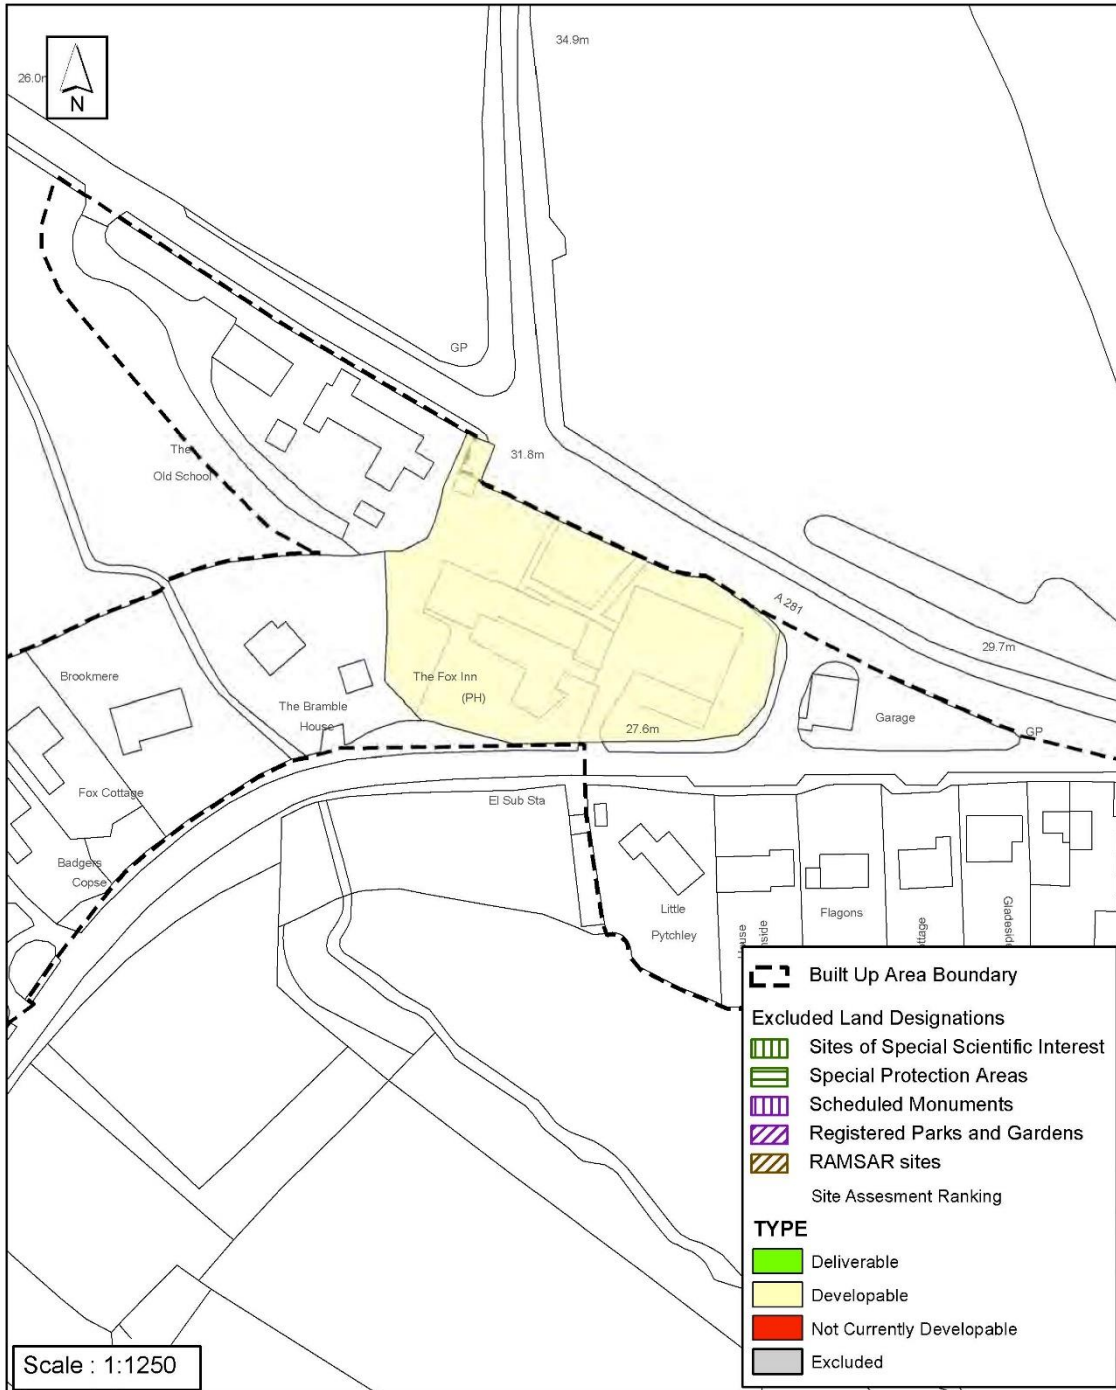 34.9m
26.0
N
GP
31.8m
The
Old School
A 281
29.7m
Brookmere
The Fox Inn
(PH)
The Bramble
House
27.6m
Garage
GP
Fox Cottage
El Sub Sta
Badgers
Copse
Little
Pytchley
House
Flagons
Gladeside
Built Up Area Boundary
Excluded Land Designations
Sites of Special Scientific Interest
Special Protection Areas
Scheduled Monuments
Registered Parks and Gardens
RAMSAR sites
Site Assesment Ranking
TYPE
Deliverable
Developable
Not Currently Developable
Excluded
Scale : 1:1250